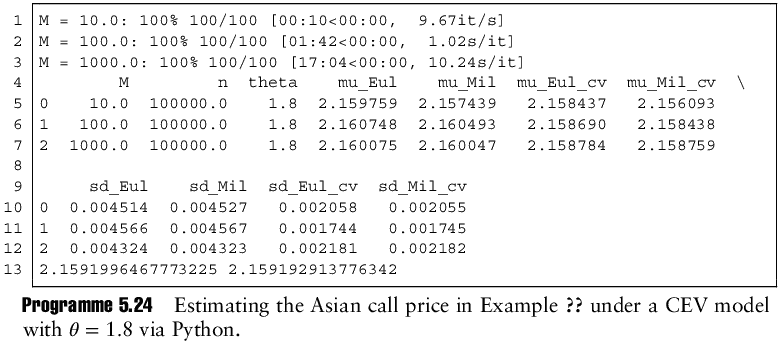 1 M = 10.0: 100% 100/100 [00:10<00:00,  9.67it/s]
2 M = 100.0: 100% 100/100 [01:42<00:00,  1.02s/it]
3 M = 1000.0: 100% 100/100 [17:04<00:00, 10.24s/it]
4         M         n  theta    mu_Eul    mu_Mil  mu_Eul_cv  mu_Mil_cv  \
5 0    10.0  100000.0    1.8  2.159759  2.157439   2.158437   2.156093
6 1   100.0  100000.0    1.8  2.160748  2.160493   2.158690   2.158438
7 2  1000.0  100000.0    1.8  2.160075  2.160047   2.158784   2.158759
8
9      sd_Eul    sd_Mil  sd_Eul_cv  sd_Mil_cv
10 0  0.004514  0.004527   0.002058   0.002055
11 1  0.004566  0.004567   0.001744   0.001745
12 2  0.004324  0.004323   0.002181   0.002182
13 2.1591996467773225 2.159192913776342
Programme 5.24 Estimating the Asian call price in Example ?? under a CEV model
with θ = 1.8 via Python.